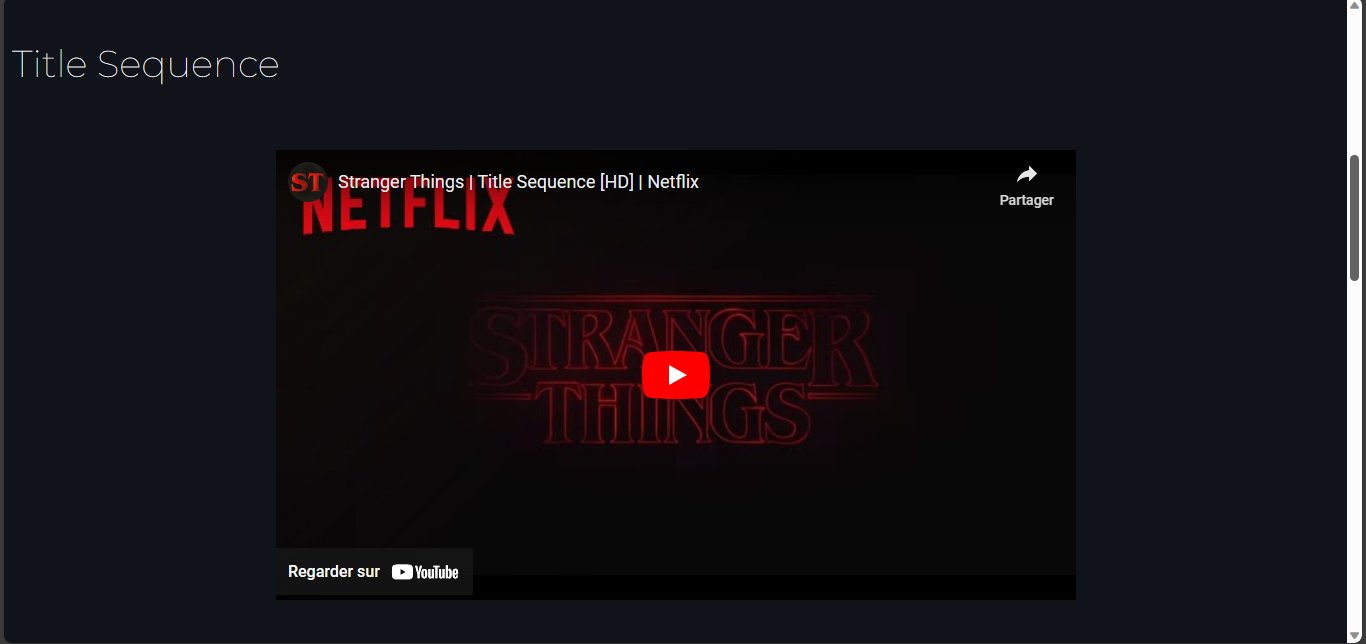 Title Sequence
ST
Stranger Things | Title Sequence [HD] | Netflix
Partager
NETFLIX
STRANGER
THINGS
Regarder sur YouTube